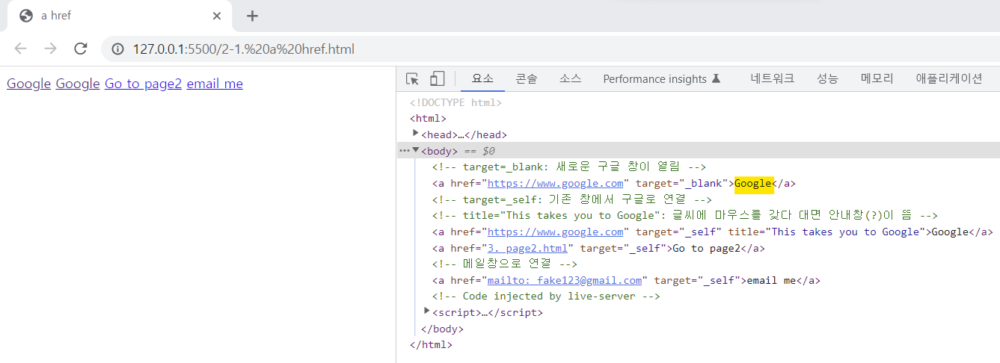 a href
127.0.0.1:5500/2-1.%20a%20href.html
Google Google Go to page2 email me
요소 콘솔 소스 Performance insights 네트워크 성능 메모리 애플리케이션
<!DOCTYPE html>
<html>
<head>…</head>
<body> == $0
<!-- target=_blank: 새로운 구글 창이 열림 -->
<a href="https://www.google.com" target="_blank">Google</a>
<!-- target=_self: 기존 창에서 구글로 연결 -->
<!-- title="This takes you to Google": 글씨에 마우스를 갖다 대면 안내창(?)이 뜸 -->
<a href="https://www.google.com" target="_self" title="This takes you to Google">Google</a>
<a href="3. page2.html" target="_self">Go to page2</a>
<!-- 메일창으로 연결 -->
<a href="mailto: fake123@gmail.com" target="_self">email me</a>
<!-- Code injected by live-server -->
<script>…</script>
</body>
</html>